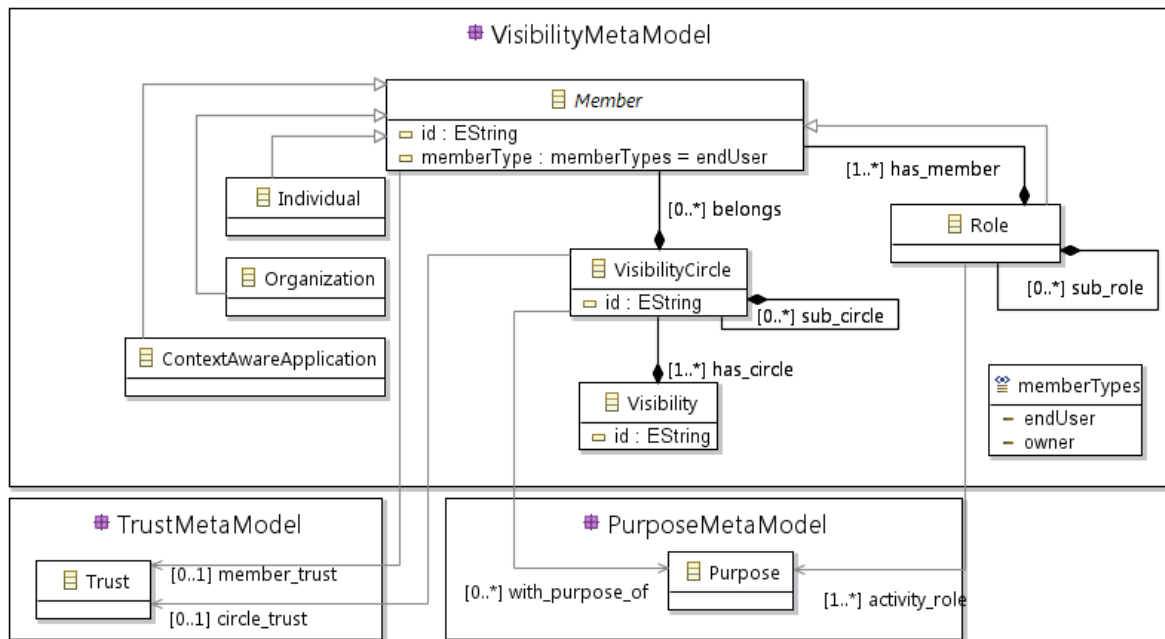 VisibilityMetaModel
Member
id : EString
memberType : memberTypes = endUser
[1..*] has_member
Individual
[0..*] belongs
Role
Organization
VisibilityCircle
id : EString
[0..*] sub_role
[0..*] sub_circle
ContextAwareApplication
[1..*] has_circle
memberTypes
endUser
owner
Visibility
id : EString
TrustMetaModel
PurposeMetaModel
Trust
[0..1] member_trust
[0..1] circle_trust
Purpose
[0..*] with_purpose_of
[1..*] activity_role